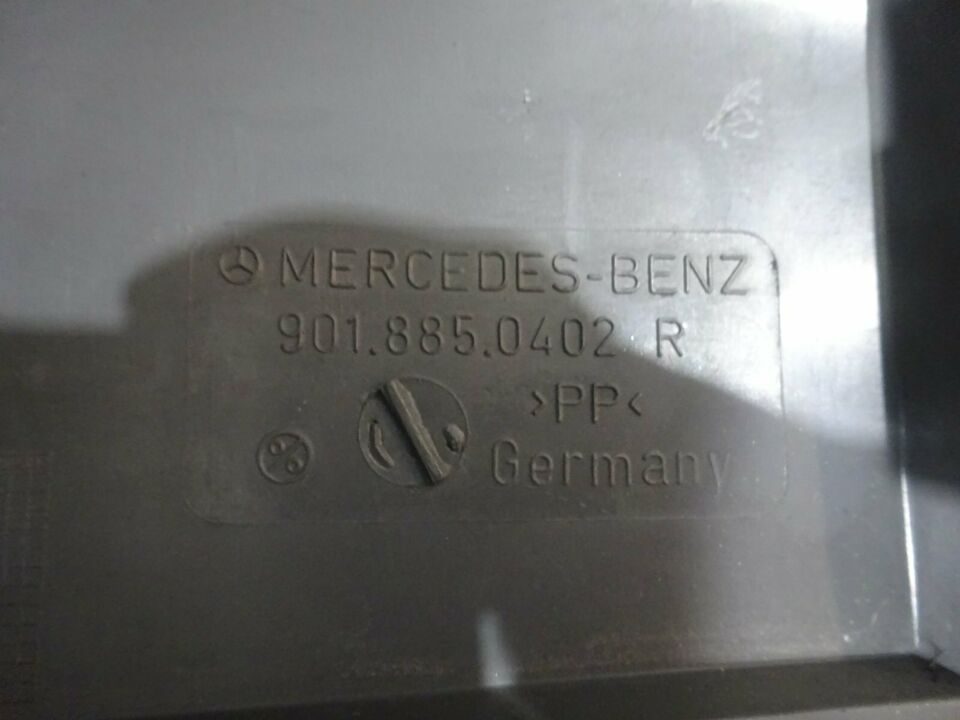 MERCEDES-BENZ
901.885.0402 R
>PP<
Germany